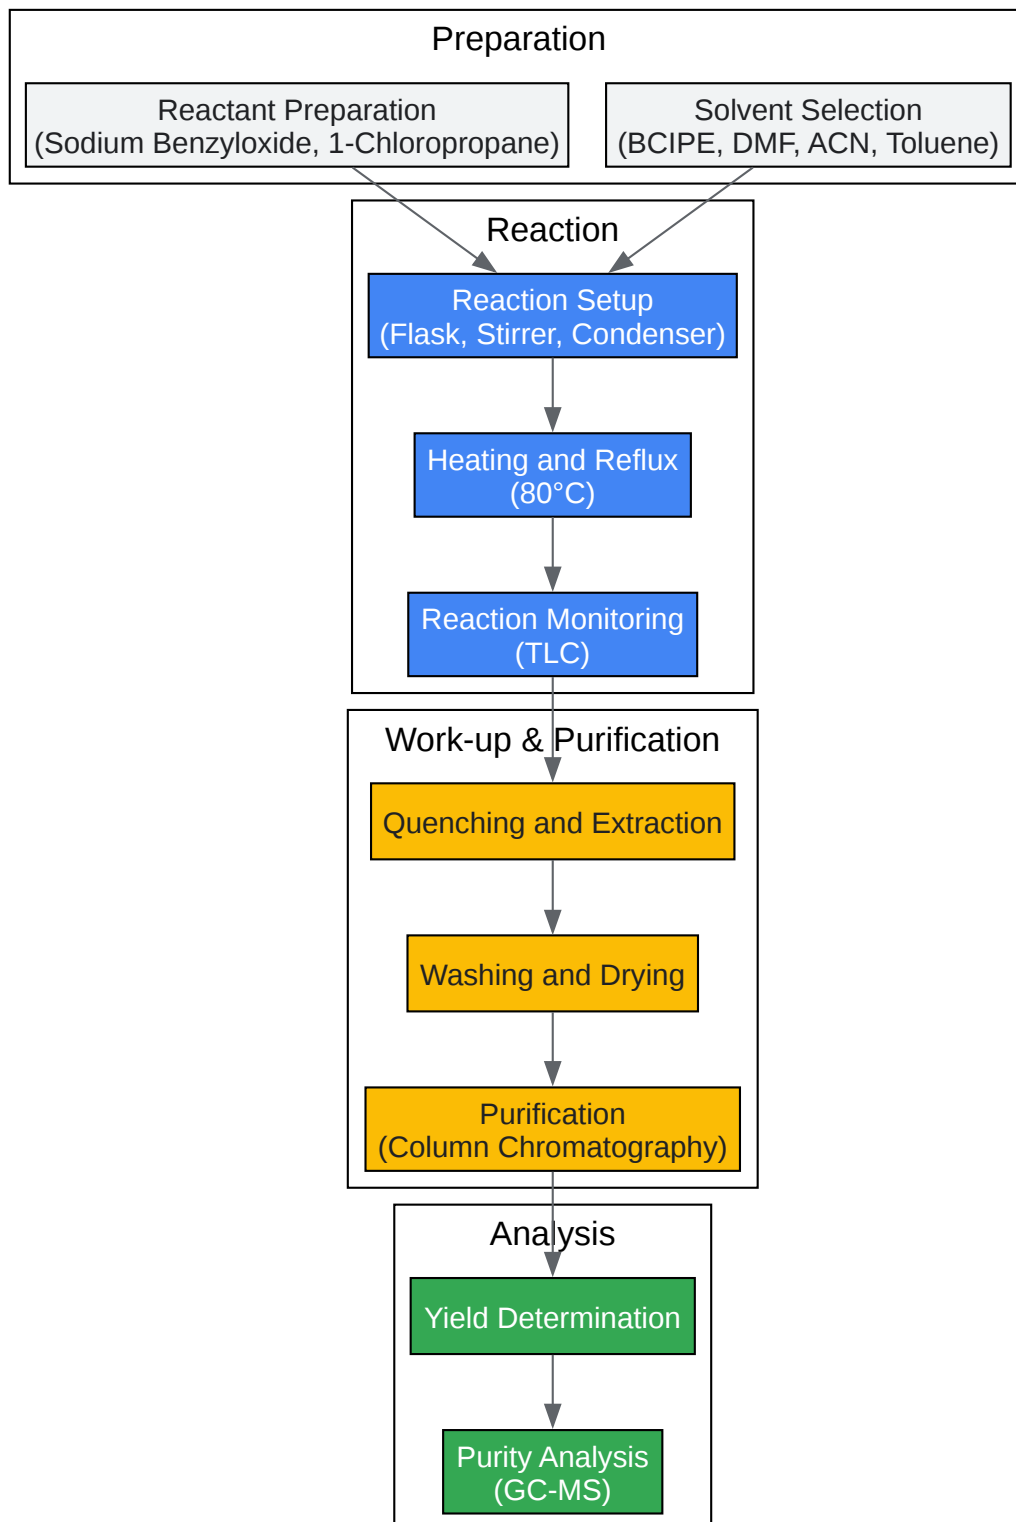 Preparation
Reactant Preparation
(Sodium Benzyloxide, 1-Chloropropane)
Solvent Selection
(BCIPE, DMF, ACN, Toluene)
Reaction
Reaction Setup
(Flask, Stirrer, Condenser)
Heating and Reflux
(80°C)
Reaction Monitoring
(TLC)
Work-up & Purification
Quenching and Extraction
Washing and Drying
Purification
(Column Chromatography)
Analysis
Yield Determination
Purity Analysis
(GC-MS)